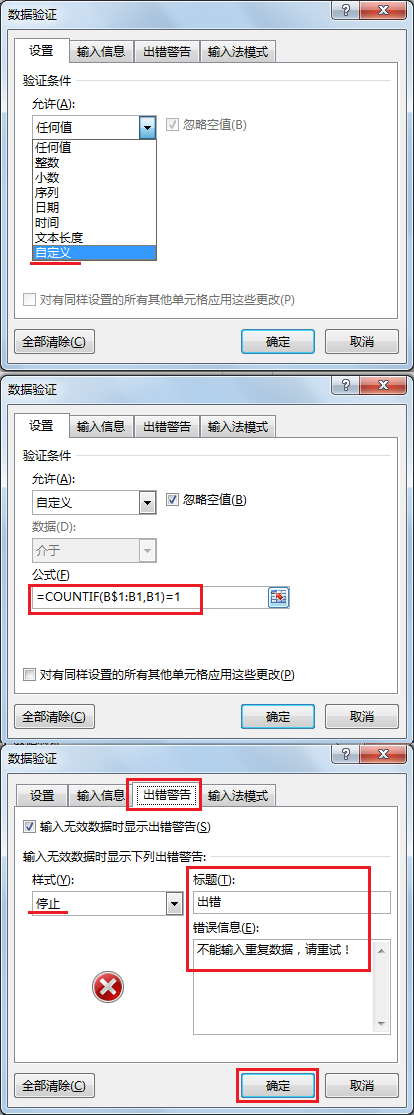 数据验证
设置 输入信息 出错警告 输入法模式
验证条件
允许(A):
任何值 忽略空值(B)
任何值
整数
小数
序列
日期
时间
文本长度
自定义
对有同样设置的所有其他单元格应用这些更改(P)
全部清除(C) 确定 取消
数据验证
设置 输入信息 出错警告 输入法模式
验证条件
允许(A):
自定义 忽略空值(B)
数据(D):
介于
公式(F)
=COUNTIF(B$1:B1,B1)=1
对有同样设置的所有其他单元格应用这些更改(P)
全部清除(C) 确定 取消
数据验证
设置 输入信息 出错警告 输入法模式
输入无效数据时显示出错警告(S)
输入无效数据时显示下列出错警告:
样式(Y): 标题(T):
停止 出错
错误信息(E):
不能输入重复数据，请重试！
全部清除(C) 确定 取消